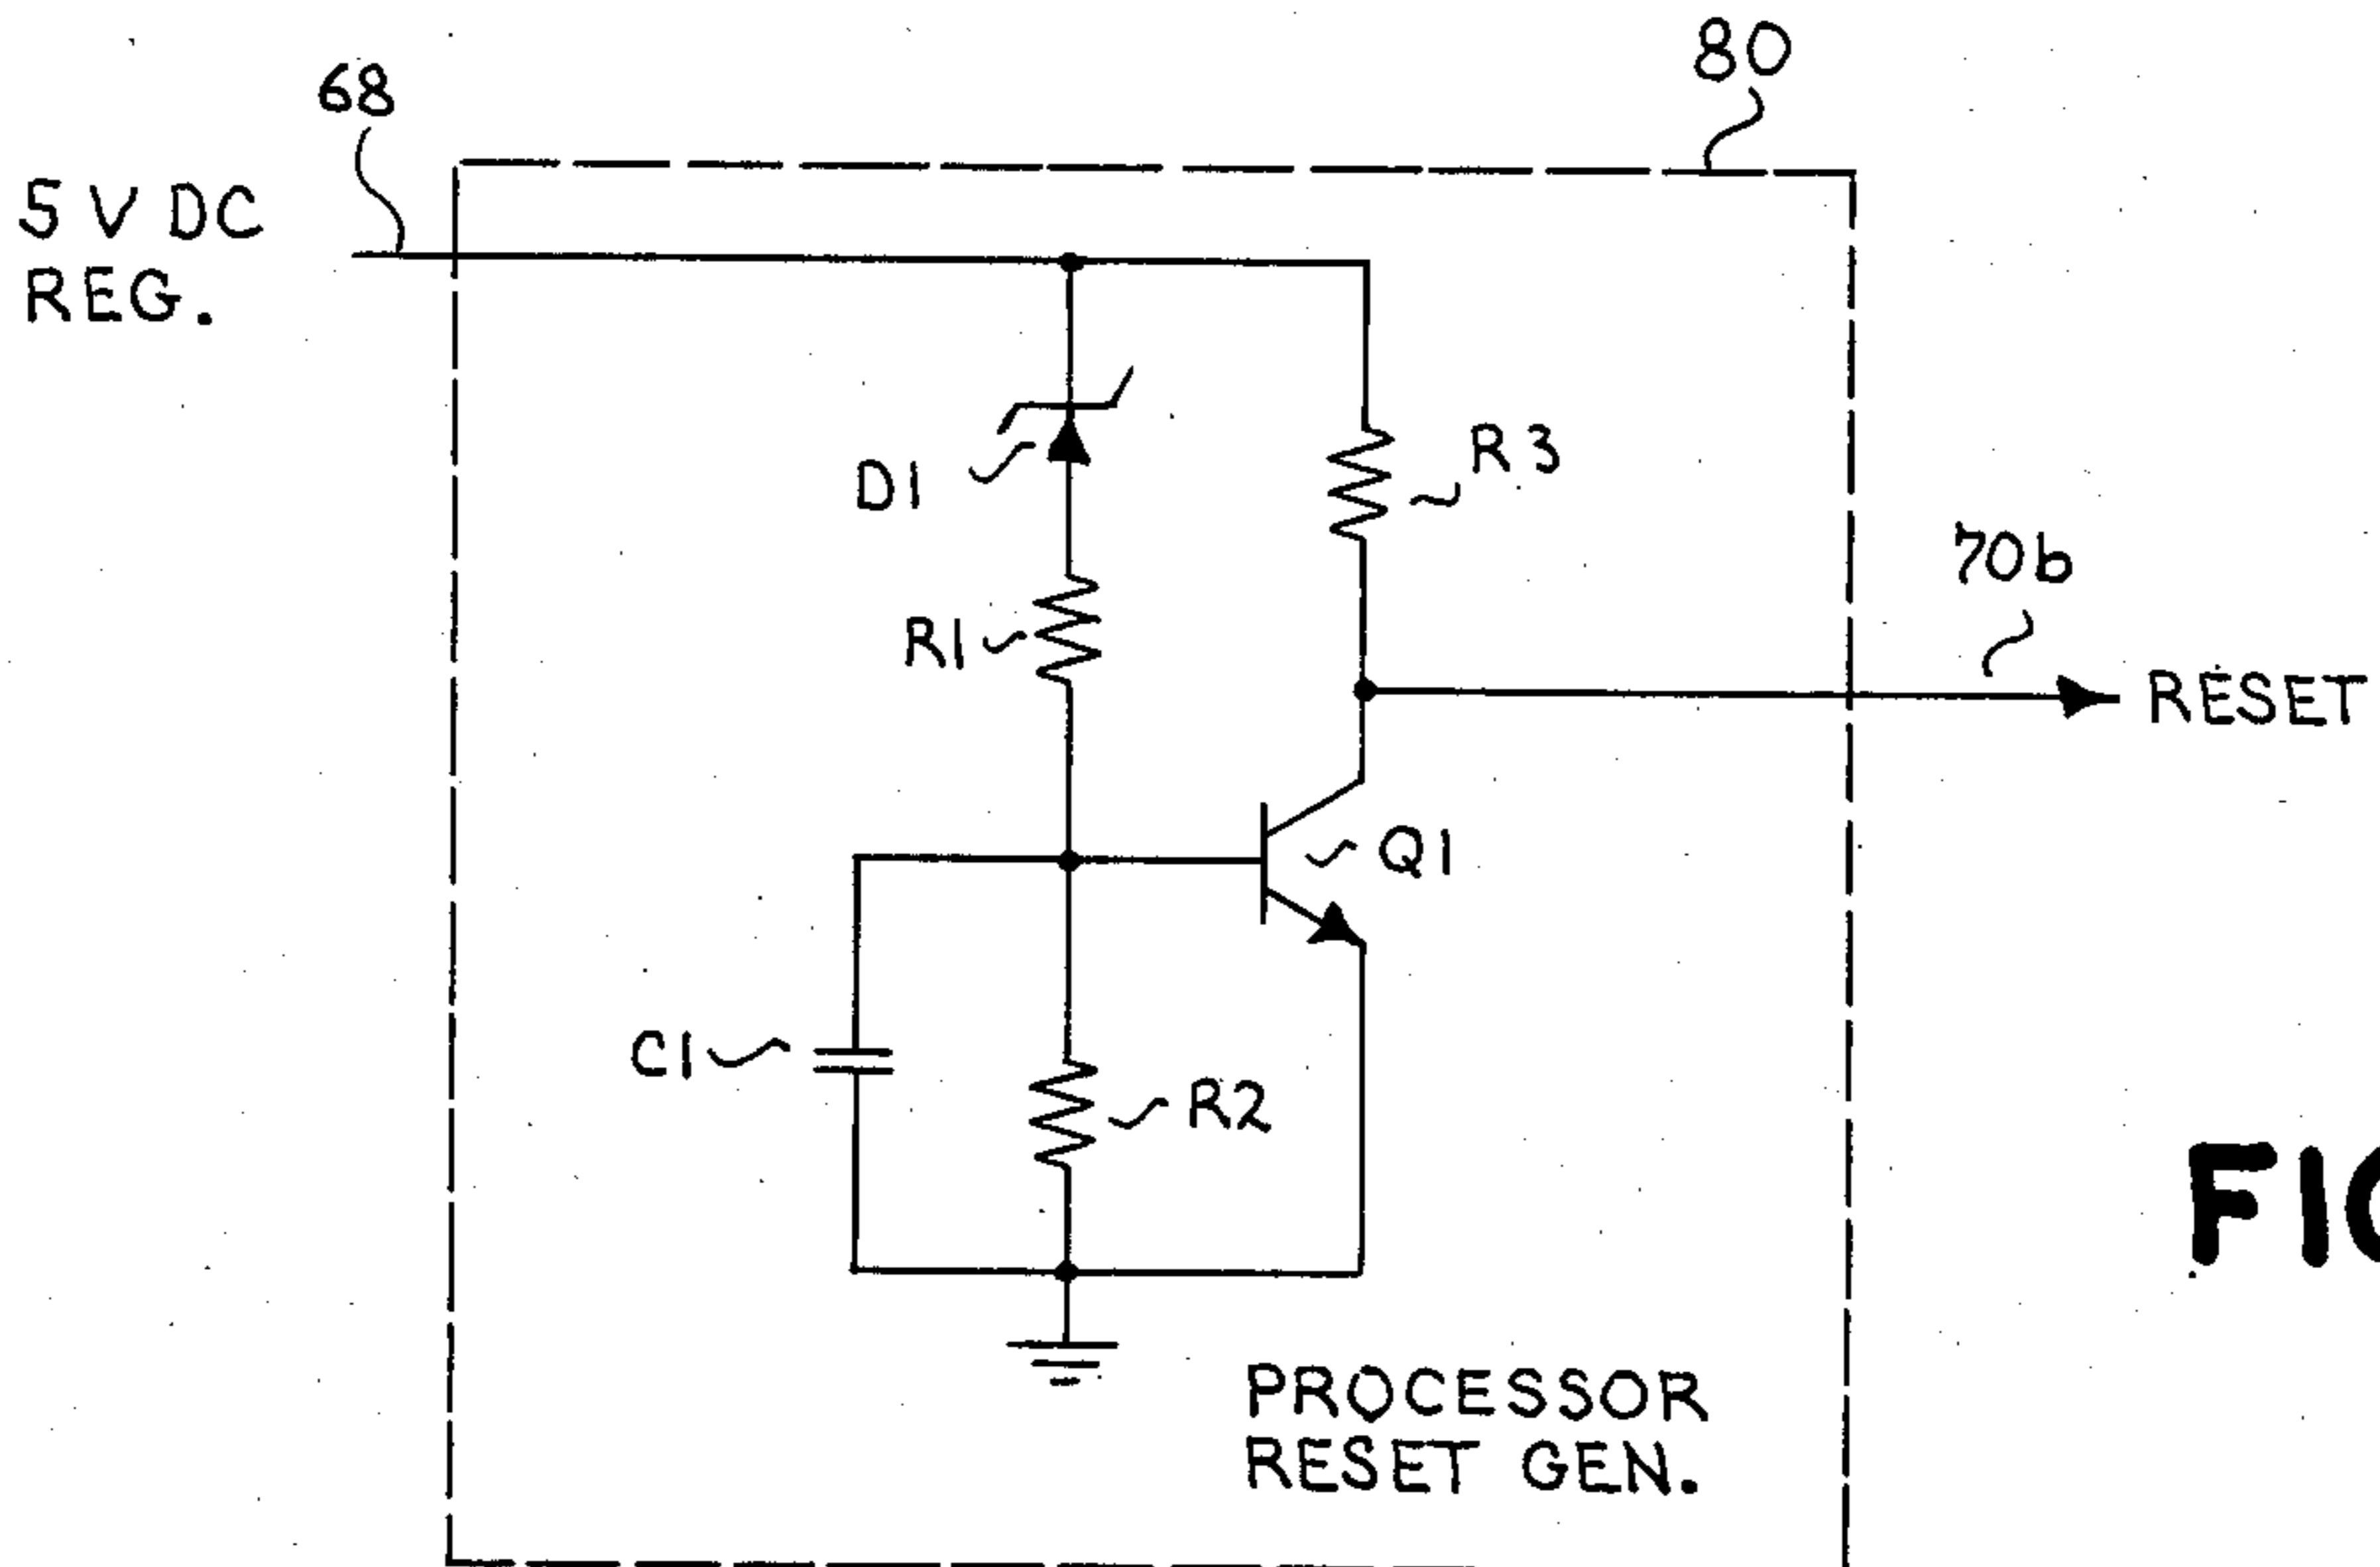 80
68
5 V DC
REG.
D1
R3
70b
R1
RESET
Q1
C1
R2
PROCESSOR
RESET GEN.